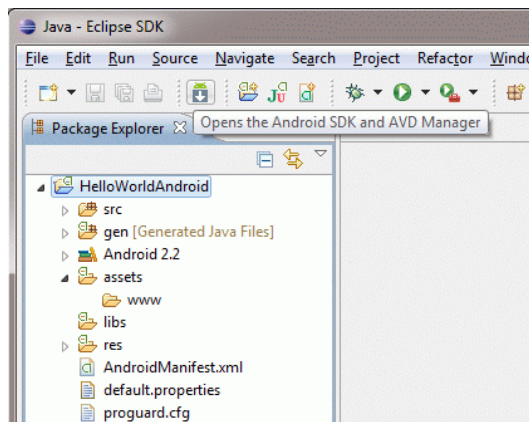 Java - Eclipse SDK
File Edit Run Source Navigate Search Project Refactor
Package Explorer
Opens the Android SDK and AVD Manager
HelloWorldAndroid
src
gen [Generated Java Files]
Android 2.2
assets
www
libs
res
AndroidManifest.xml
default.properties
proguard.cfg